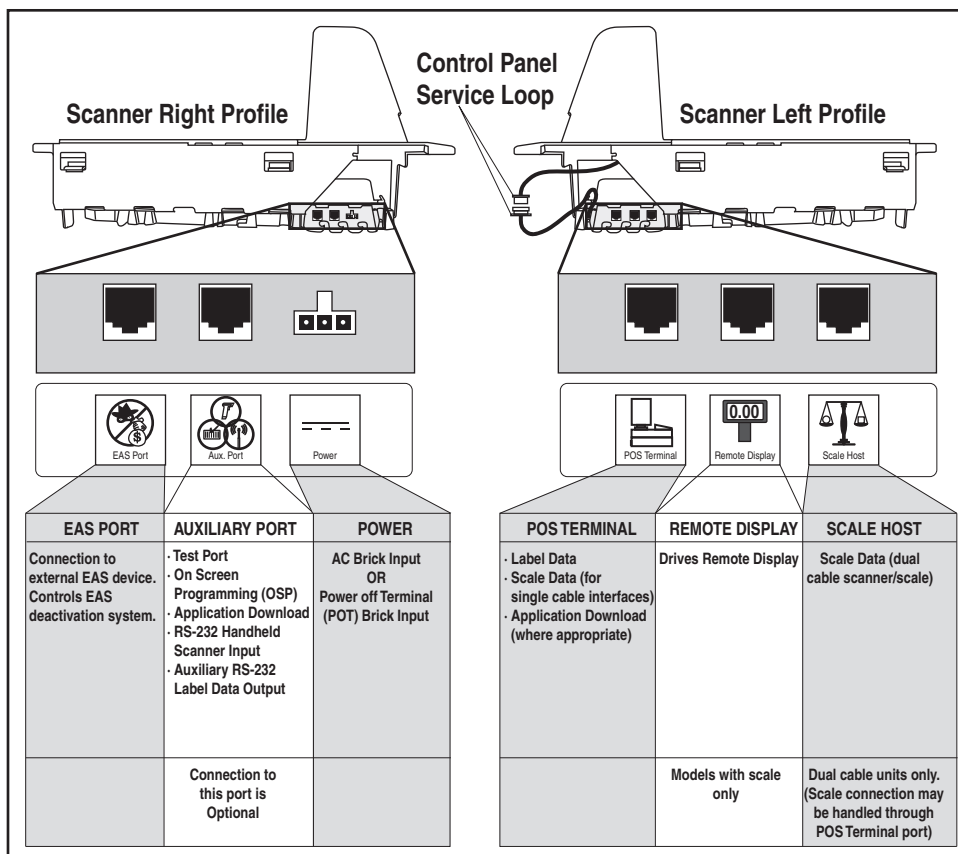 Control Panel
Service Loop
Scanner Right Profile
Scanner Left Profile
$
EAS Port
Aux. Port
Power
POS Terminal
0.00
Remote Display
Scale Host
EAS PORT
Connection to
external EAS device.
Controls EAS
deactivation system.
AUXILIARY PORT
· Test Port
· On Screen
Programming (OSP)
· Application Download
· RS-232 Handheld
Scanner Input
· Auxiliary RS-232
Label Data Output
Connection to
this port is
Optional
POWER
AC Brick Input
OR
Power off Terminal
(POT) Brick Input
POS TERMINAL
· Label Data
· Scale Data (for
single cable interfaces)
· Application Download
(where appropriate)
REMOTE DISPLAY
Drives Remote Display
Models with scale
only
SCALE HOST
Scale Data (dual
cable scanner/scale)
Dual cable units only.
(Scale connection may
be handled through
POS Terminal port)